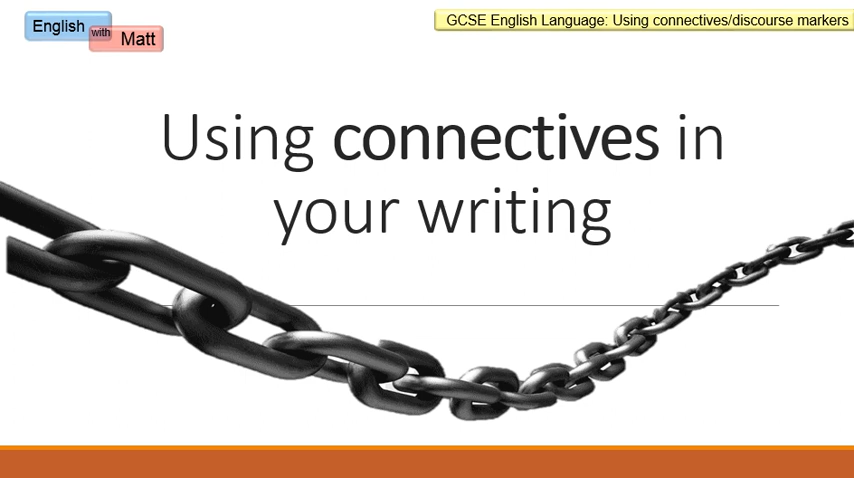 English with Matt
GCSE English Language: Using connectives/discourse markers
Using connectives in
your writing